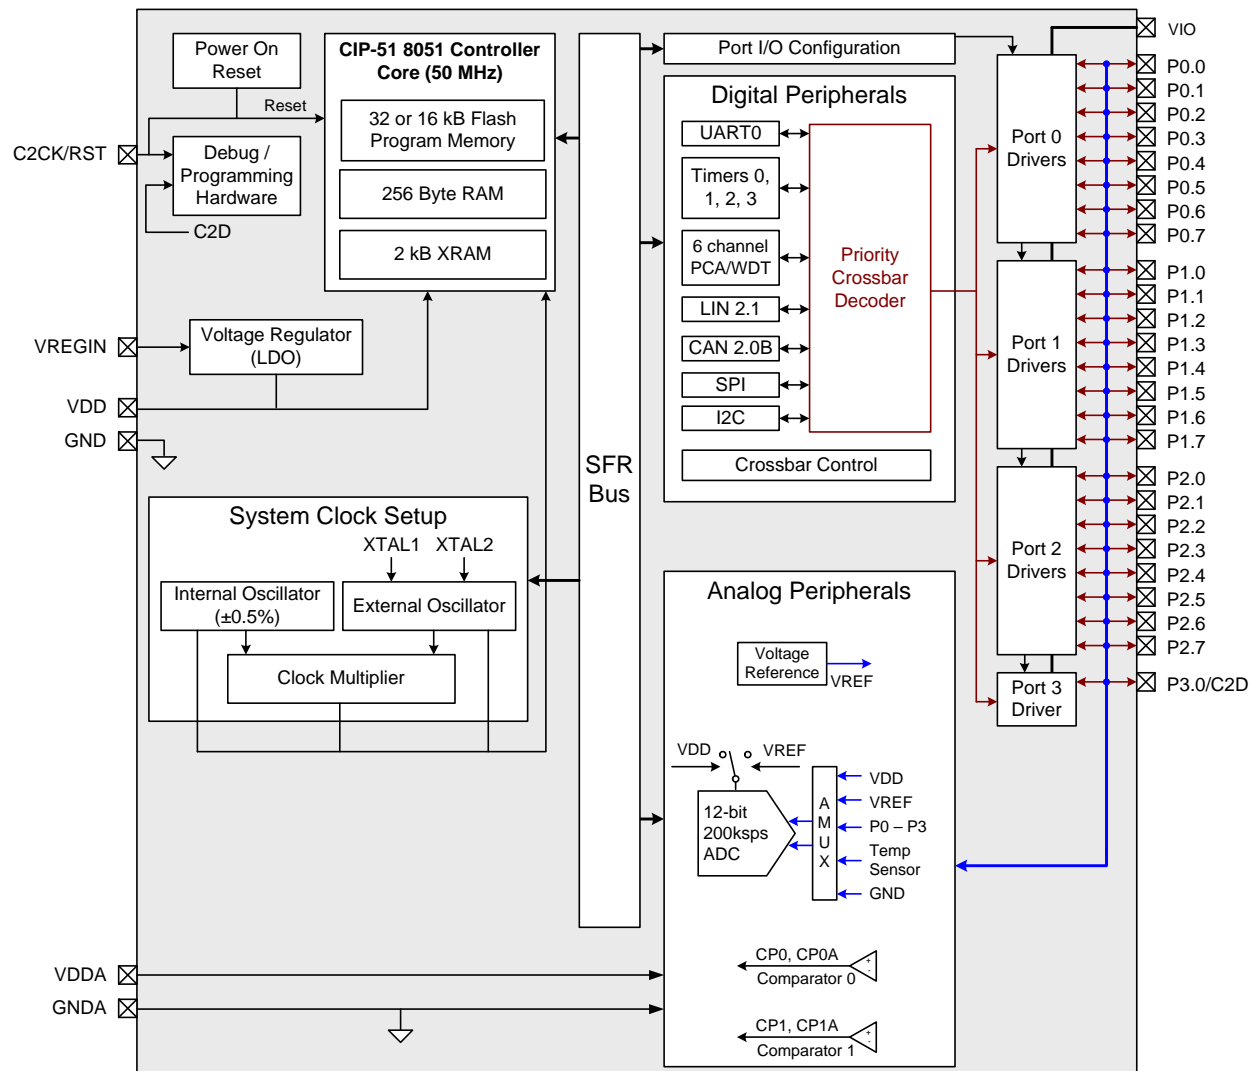 Power On
Reset
Reset
C2CK/RST
Debug /
Programming
Hardware
C2D
CIP-51 8051 Controller
Core (50 MHz)
32 or 16 kB Flash
Program Memory
256 Byte RAM
2 kB XRAM
VREGIN
Voltage Regulator
(LDO)
VDD
GND
System Clock Setup
XTAL1
XTAL2
Internal Oscillator
(±0.5%)
External Oscillator
Clock Multiplier
VDDA
GNDA
SFR
Bus
Port I/O Configuration
Digital Peripherals
UART0
Timers 0,
1, 2, 3
6 channel
PCA/WDT
LIN 2.1
CAN 2.0B
SPI
I2C
Priority
Crossbar
Decoder
Crossbar Control
Analog Peripherals
Voltage
Reference
VREF
VDD
VREF
12-bit
200ksps
ADC
A
M
U
X
VDD
VREF
P0 – P3
Temp
Sensor
GND
CP0, CP0A
+
-
Comparator 0
CP1, CP1A
+
-
Comparator 1
Port 0
Drivers
Port 1
Drivers
Port 2
Drivers
Port 3
Driver
VIO
P0.0
P0.1
P0.2
P0.3
P0.4
P0.5
P0.6
P0.7
P1.0
P1.1
P1.2
P1.3
P1.4
P1.5
P1.6
P1.7
P2.0
P2.1
P2.2
P2.3
P2.4
P2.5
P2.6
P2.7
P3.0/C2D